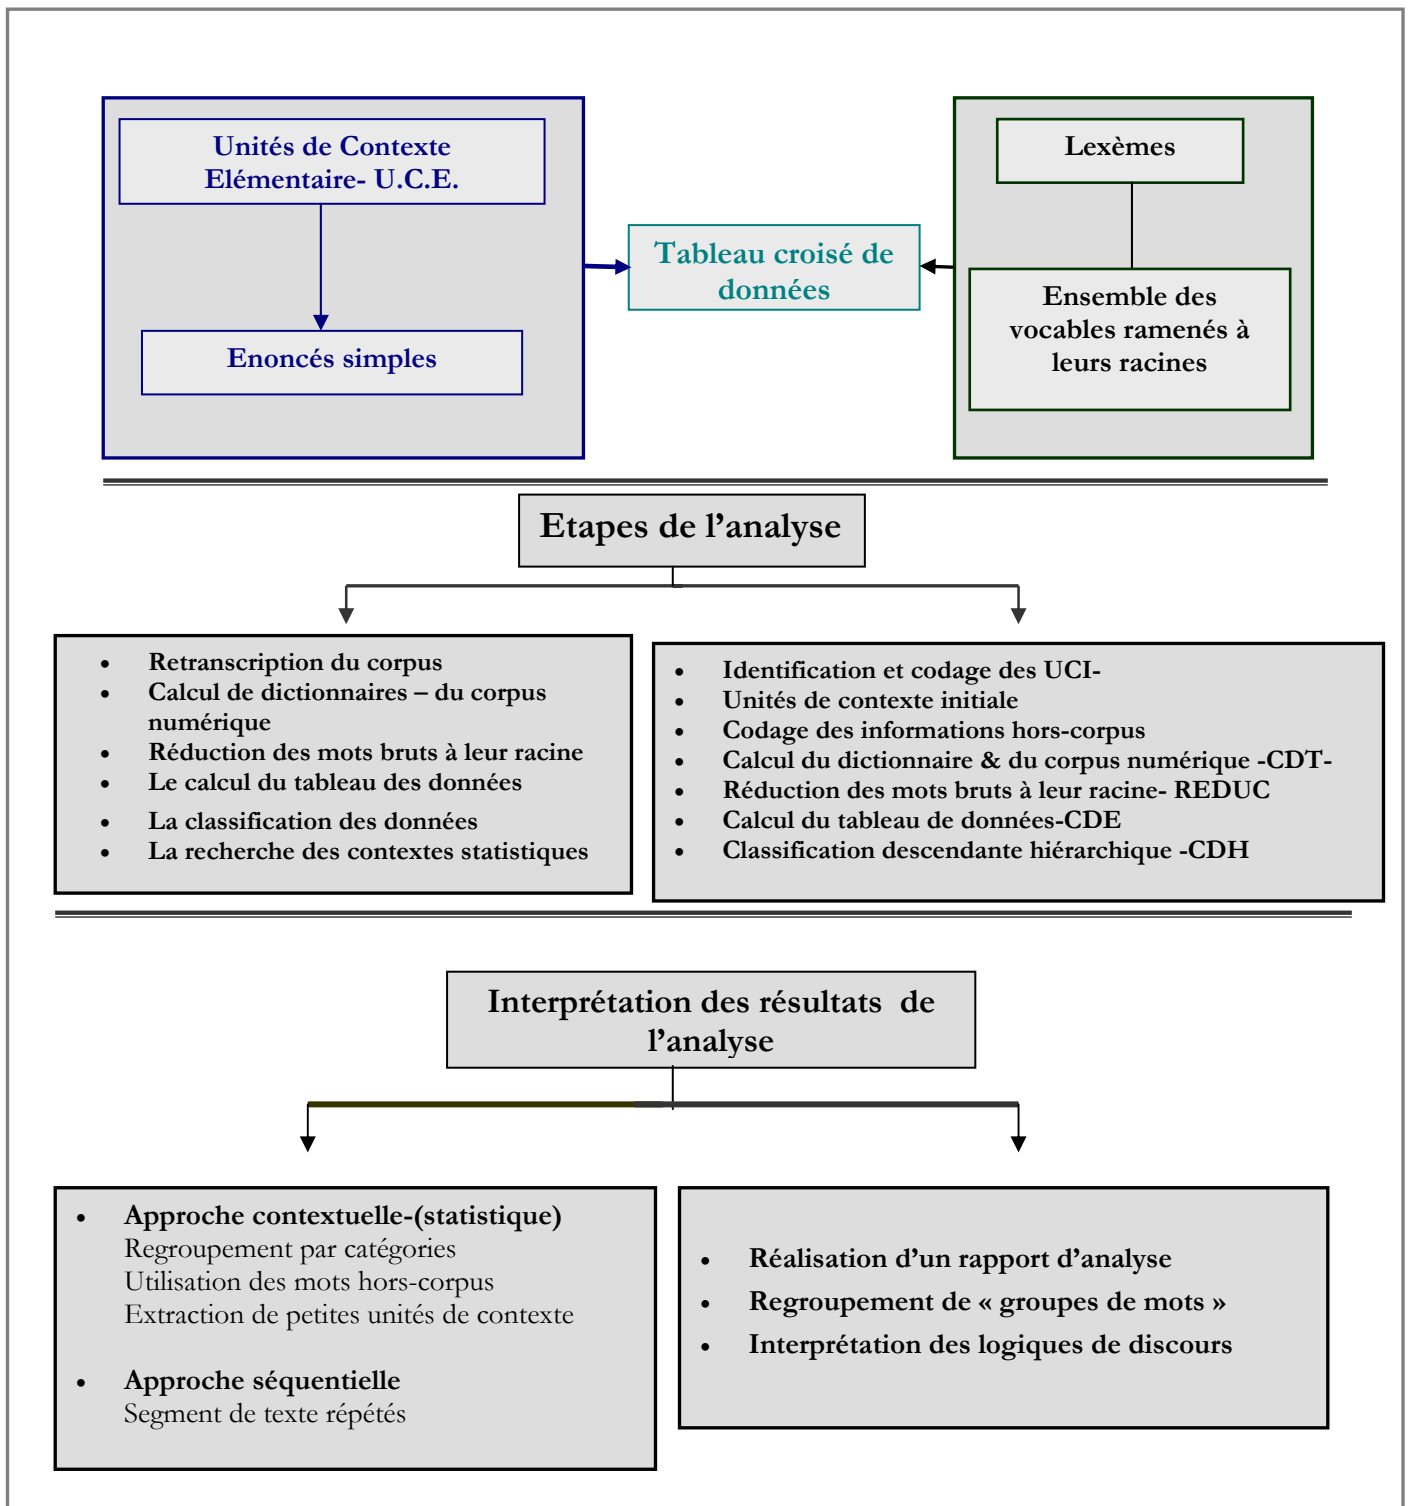 Unités de Contexte
Elémentaire- U.C.E.
Enoncés simples
Tableau croisé de
données
Lexèmes
Ensemble des
vocables ramenés à
leurs racines
Etapes de l’analyse
• Retranscription du corpus
• Calcul de dictionnaires – du corpus
numérique
• Réduction des mots bruts à leur racine
• Le calcul du tableau des données
• La classification des données
• La recherche des contextes statistiques
• Identification et codage des UCI-
• Unités de contexte initiale
• Codage des informations hors-corpus
• Calcul du dictionnaire & du corpus numérique -CDT-
• Réduction des mots bruts à leur racine- REDUC
• Calcul du tableau de données-CDE
• Classification descendante hiérarchique -CDH
Interprétation des résultats de
l’analyse
• Approche contextuelle-(statistique)
Regroupement par catégories
Utilisation des mots hors-corpus
Extraction de petites unités de contexte
• Approche séquentielle
Segment de texte répétés
• Réalisation d’un rapport d’analyse
• Regroupement de « groupes de mots »
• Interprétation des logiques de discours